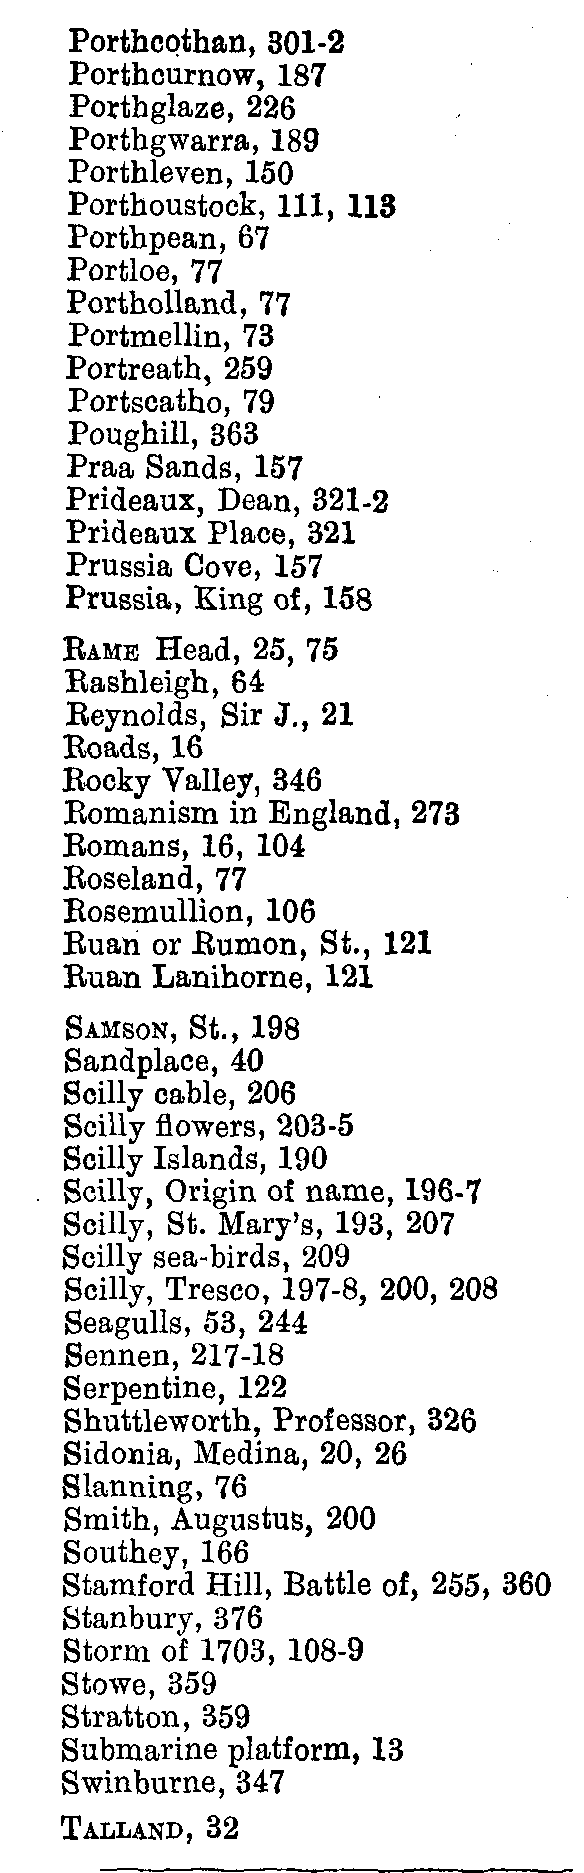 Porthcothan, 301-2
Porthcurnow, 187
Porthglaze, 226
Porthgwarra, 189
Porthleven, 150
Porthoustock, 111, 113
Porthpean, 67
Portloe, 77
Portholland, 77
Portmellin, 73
Portreath, 259
Portscatho, 79
Poughill, 363
Praa Sands, 157
Prideaux, Dean, 321-2
Prideaux Place, 321
Prussia Cove, 157
Prussia, King of, 158
RAME Head, 25, 75
Rashleigh, 64
Reynolds, Sir J., 21
Roads, 16
Rocky Valley, 346
Romanism in England, 273
Romans, 16, 104
Roseland, 77
Rosemullion, 106
Ruan or Rumon, St., 121
Ruan Lanihorne, 121
SAMSON, St., 198
Sandplace, 40
Scilly cable, 206
Scilly flowers, 203-5
Scilly Islands, 190
Scilly, Origin of name, 196-7
Scilly, St. Mary's, 193, 207
Scilly sea-birds, 209
Scilly, Tresco, 197-8, 200, 208
Seagulls, 53, 244
Sennen, 217-18
Serpentine, 122
Shuttleworth, Professor, 326
Sidonia, Medina, 20, 26
Slanning, 76
Smith, Augustus, 200
Southey, 166
Stamford Hill, Battle of, 255, 360
Stanbury, 376
Storm of 1703, 108-9
Stowe, 359
Stratton, 359
Submarine platform, 13
Swinburne, 347
TALLAND, 32